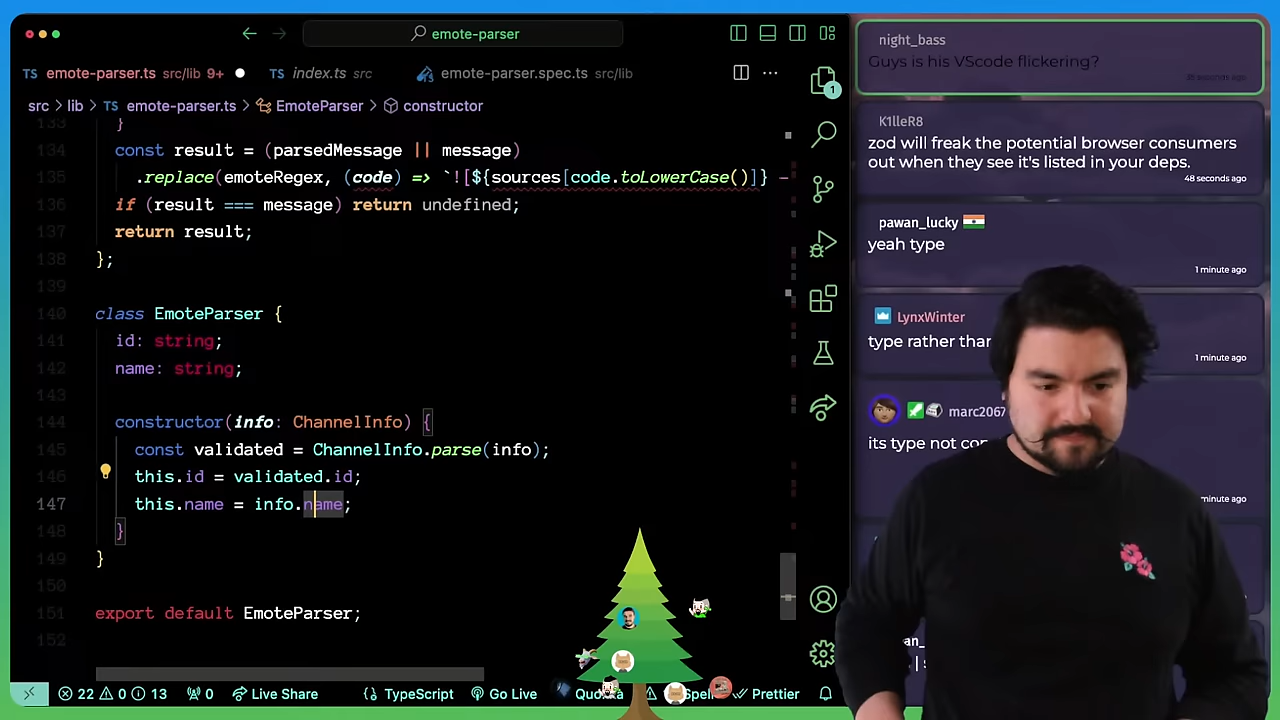 emote-parser
TS emote-parser.ts src/lib 9+
TS index.ts src
emote-parser.spec.ts src/lib
src > lib > TS emote-parser.ts > EmoteParser > constructor
133 }
134 const result = (parsedMessage || message)
135 .replace(emoteRegex, (code) => `![${sources[code.toLowerCase()]}
136 if (result === message) return undefined;
137 return result;
138 };
139
140 class EmoteParser {
141 id: string;
142 name: string;
143
144 constructor(info: ChannelInfo) {
145 const validated = ChannelInfo.parse(info);
146 this.id = validated.id;
147 this.name = info.name;
148 }
149 }
150
151 export default EmoteParser;
152
22 0 13 0 Live Share TypeScript Go Live Spell Prettier
1
night_bass
Guys is his VScode flickering?
K1lleR8
zod will freak the potential browser consumers
out when they see it's listed in your deps.
48 seconds ago
pawan_lucky
yeah type
1 minute ago
LynxWinter
type rather than
1 minute ago
marc2067
its type not
minute ago